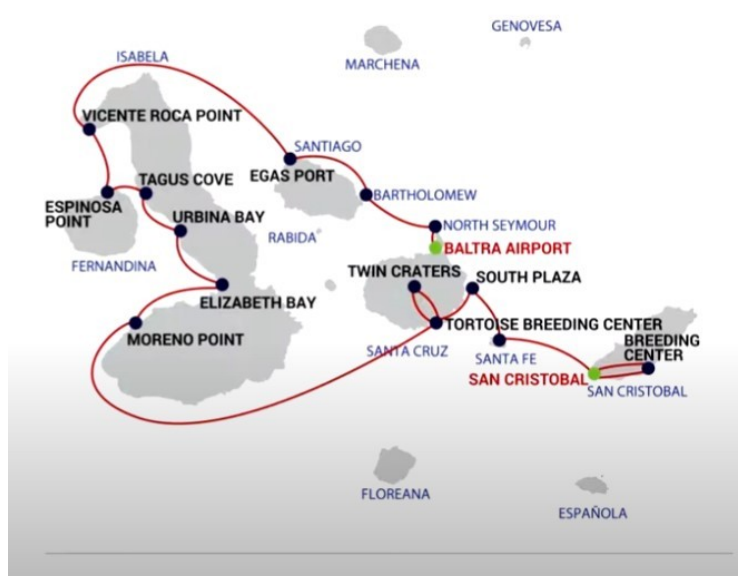 GENOVESA
ISABELA
MARCHENA
VICENTE ROCA POINT
SANTIAGO
EGAS PORT
TAGUS COVE
BARTHOLOMEW
ESPINOSA
POINT
URBINA BAY
NORTH SEYMOUR
RABIDA
BALTRA AIRPORT
FERNANDINA
TWIN CRATERS
SOUTH PLAZA
ELIZABETH BAY
TORTOISE BREEDING CENTER
MORENO POINT
BREEDING
CENTER
SANTA CRUZ
SANTA FE
SAN CRISTOBAL
SAN CRISTOBAL
FLOREANA
ESPAÑOLA